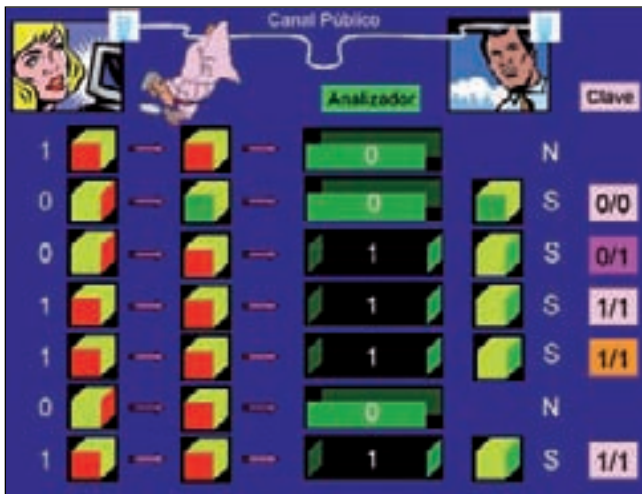 Canal Público
Analizador Clave
1 0 N
0 0 S 0/0
0 1 S 0/1
1 1 S 1/1
1 1 S 1/1
0 0 N
1 1 S 1/1